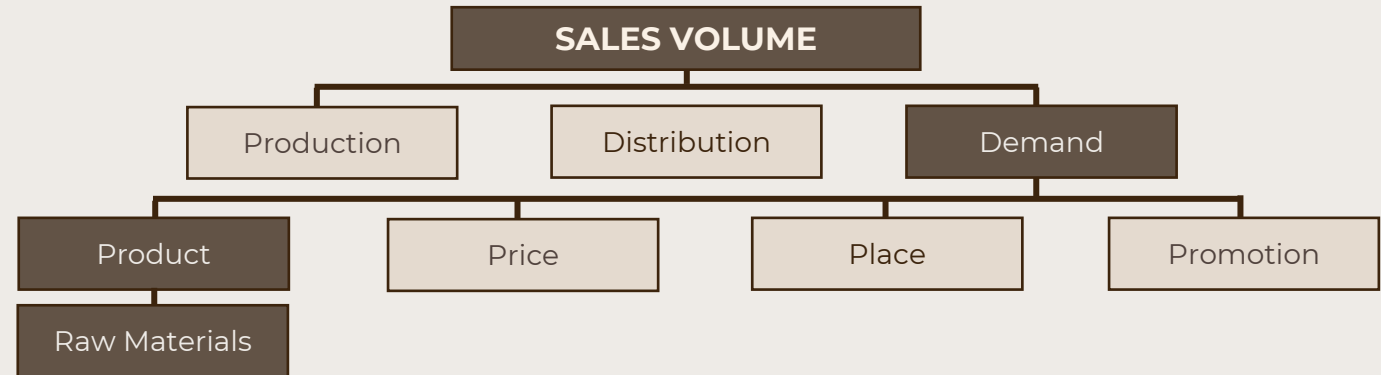 SALES VOLUME
Production
Distribution
Demand
Product
Price
Place
Promotion
Raw Materials